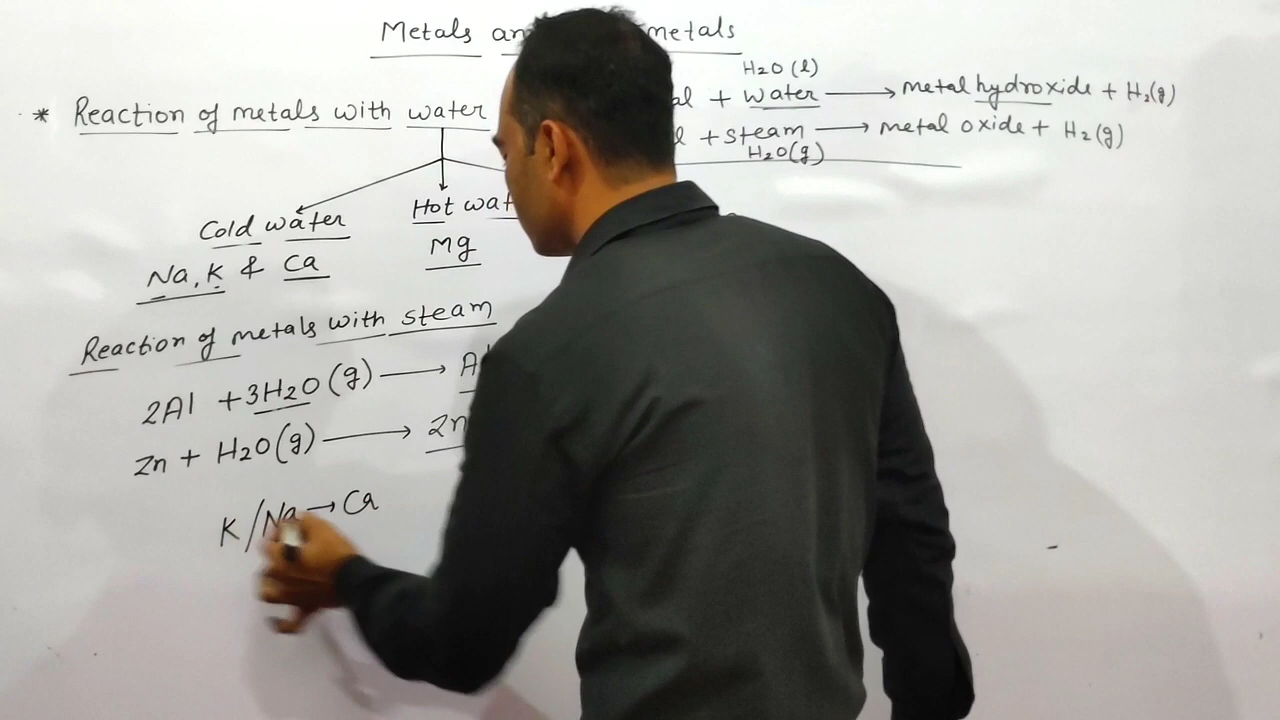 Metals an metals
* Reaction of metals with water
H2O (l)
al + water → metal hydroxide + H2(g)
l + steam → metal oxide + H2 (g)
H2O(g)
Cold water
Na, K & Ca
Hot wat
Mg
Reaction of metals with steam
2Al + 3H2O (g) → A
Zn + H2O(g) → Zn
K/Na → Ca